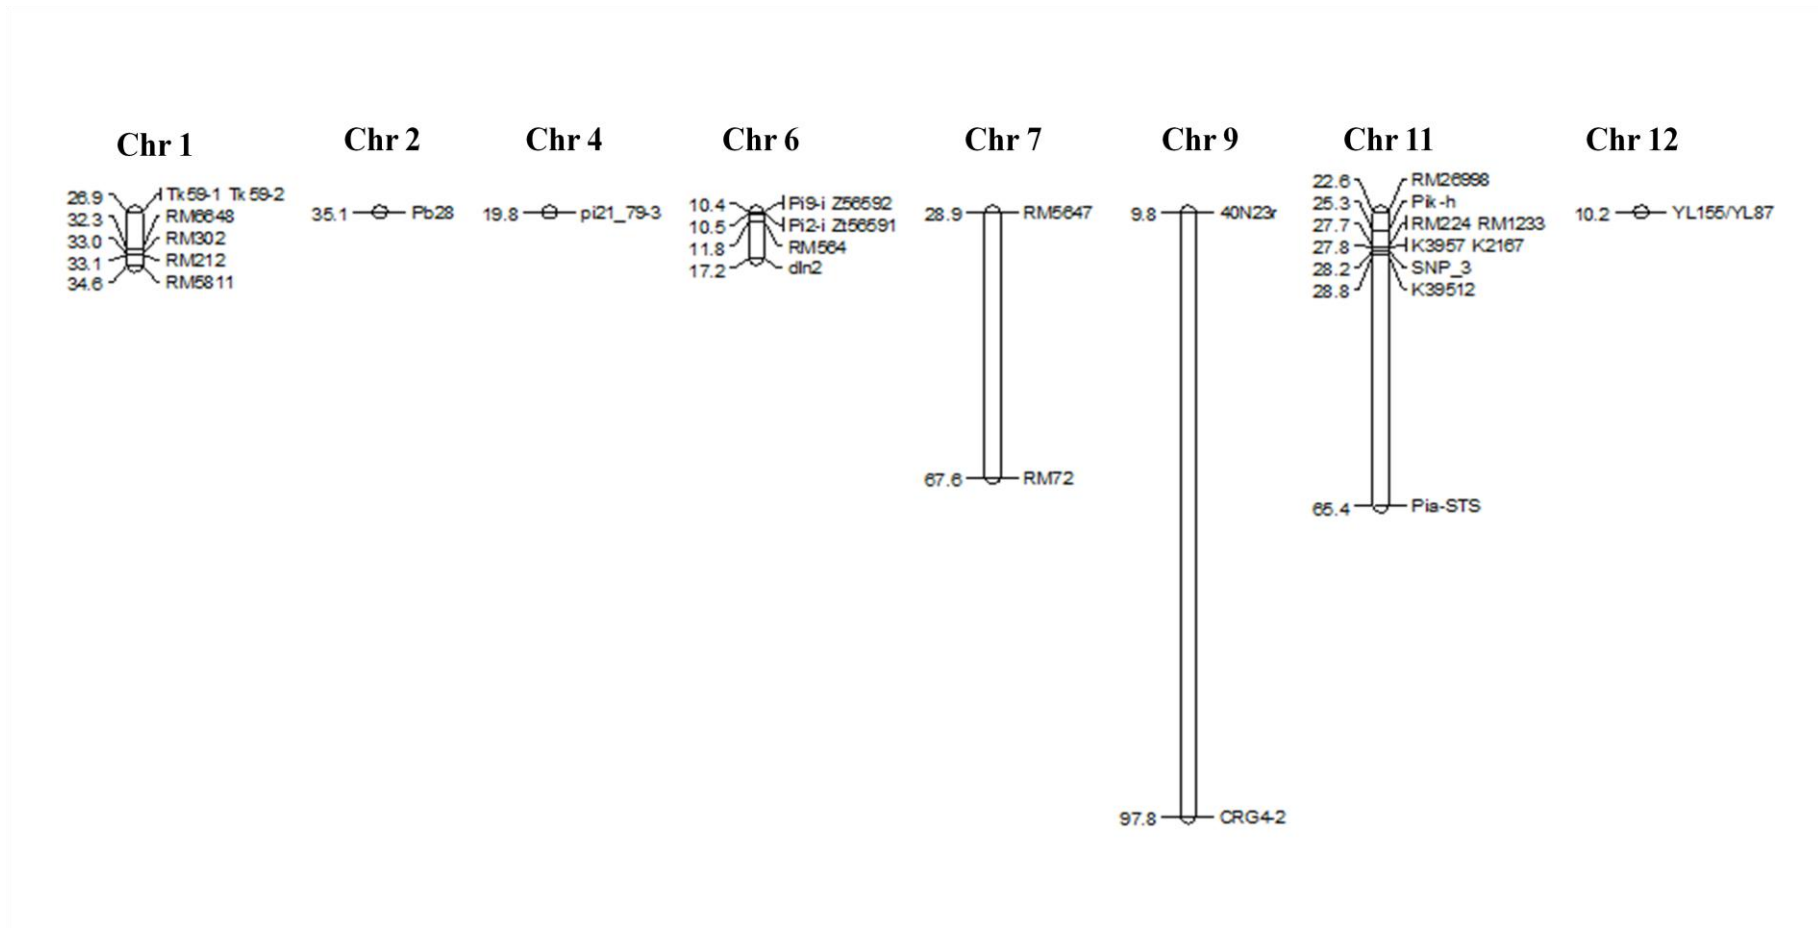 Chr 1
26.9 Tk59-1 Tk59-2
32.3 RM6648
33.0 RM302
33.1 RM212
34.6 RM5811
Chr 2
35.1 Pb28
Chr 4
19.8 pi21_79-3
Chr 6
10.4 Pi9-i Z56592
10.5 Pi2-i Zt56591
11.8 RM564
17.2 dln2
Chr 7
28.9 RM5647
67.6 RM72
Chr 9
9.8 40N23r
97.8 CRG4-2
Chr 11
22.6 RM26998
25.3 Pik-h
27.7 RM224 RM1233
27.8 K3957 K2167
28.2 SNP_3
28.8 K39512
65.4 Pia-STS
Chr 12
10.2 YL155/YL87